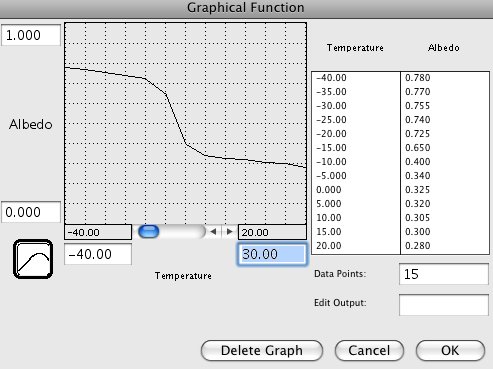 Graphical Function
1.000
Albedo
0.000
-40.00 20.00
-40.00 30.00
Temperature
Temperature Albedo
-40.00 0.780
-35.00 0.770
-30.00 0.755
-25.00 0.740
-20.00 0.725
-15.00 0.650
-10.00 0.400
-5.000 0.340
0.000 0.325
5.000 0.320
10.00 0.305
15.00 0.300
20.00 0.280
Data Points: 15
Edit Output:
Delete Graph Cancel OK